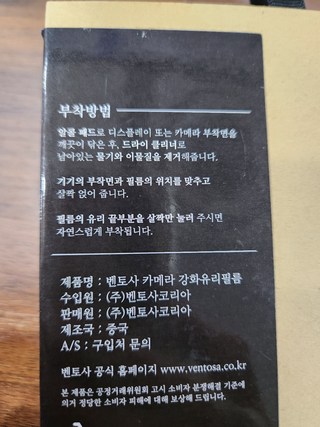 부착방법
알콜 패드로 디스플레이 또는 카메라 부착면을
깨끗이 닦은 후, 드라이 클리너로
남아있는 물기와 이물질을 제거해줍니다.
기기의 부착면과 필름의 위치를 맞추고
살짝 얹어 줍니다.
필름의 유리 끝부분을 살짝만 눌러 주시면
자연스럽게 부착됩니다.
제품명 : 벤토사 카메라 강화유리필름
수입원 : (주)벤토사코리아
판매원 : (주)벤토사코리아
제조국 : 중국
A/S : 구입처 문의
벤토사 공식 홈페이지 www.ventosa.co.kr
본 제품은 공정거래위원회 고시 소비자 분쟁해결 기준에
의거 정당한 소비자 피해에 대해 보상해 드립니다.